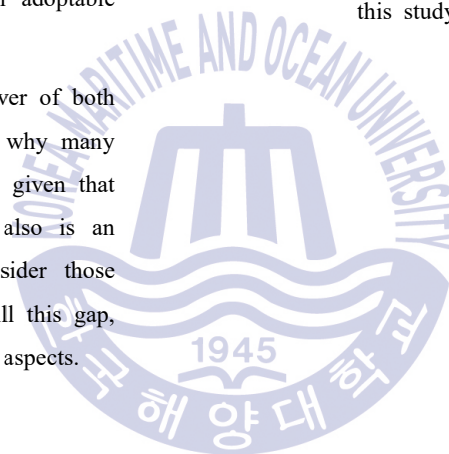 adoptable
this study
KOREA MARITIME AND OCEAN UNIVERSITY
ver of both
why many
given that
also is an
sider those
ll this gap,
aspects.
1945
한국해양대학교